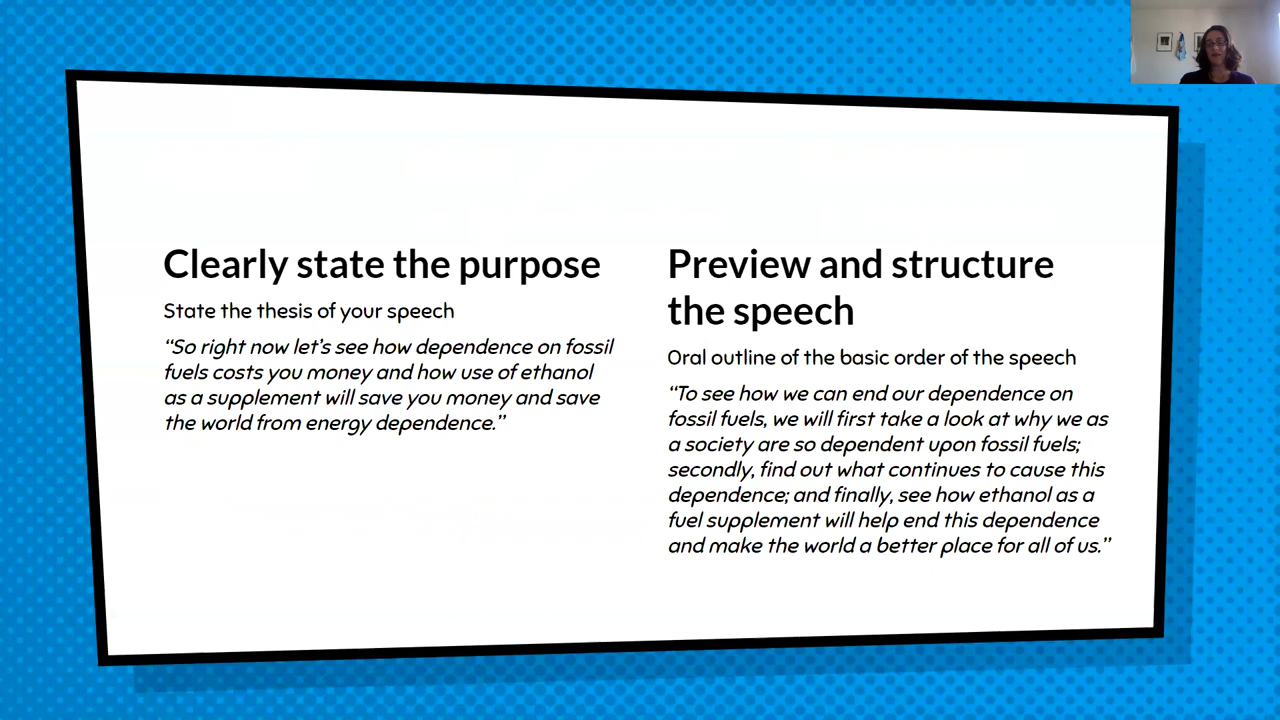 Clearly state the purpose
State the thesis of your speech
“So right now let’s see how dependence on fossil
fuels costs you money and how use of ethanol
as a supplement will save you money and save
the world from energy dependence.”
Preview and structure
the speech
Oral outline of the basic order of the speech
“To see how we can end our dependence on
fossil fuels, we will first take a look at why we as
a society are so dependent upon fossil fuels;
secondly, find out what continues to cause this
dependence; and finally, see how ethanol as a
fuel supplement will help end this dependence
and make the world a better place for all of us.”